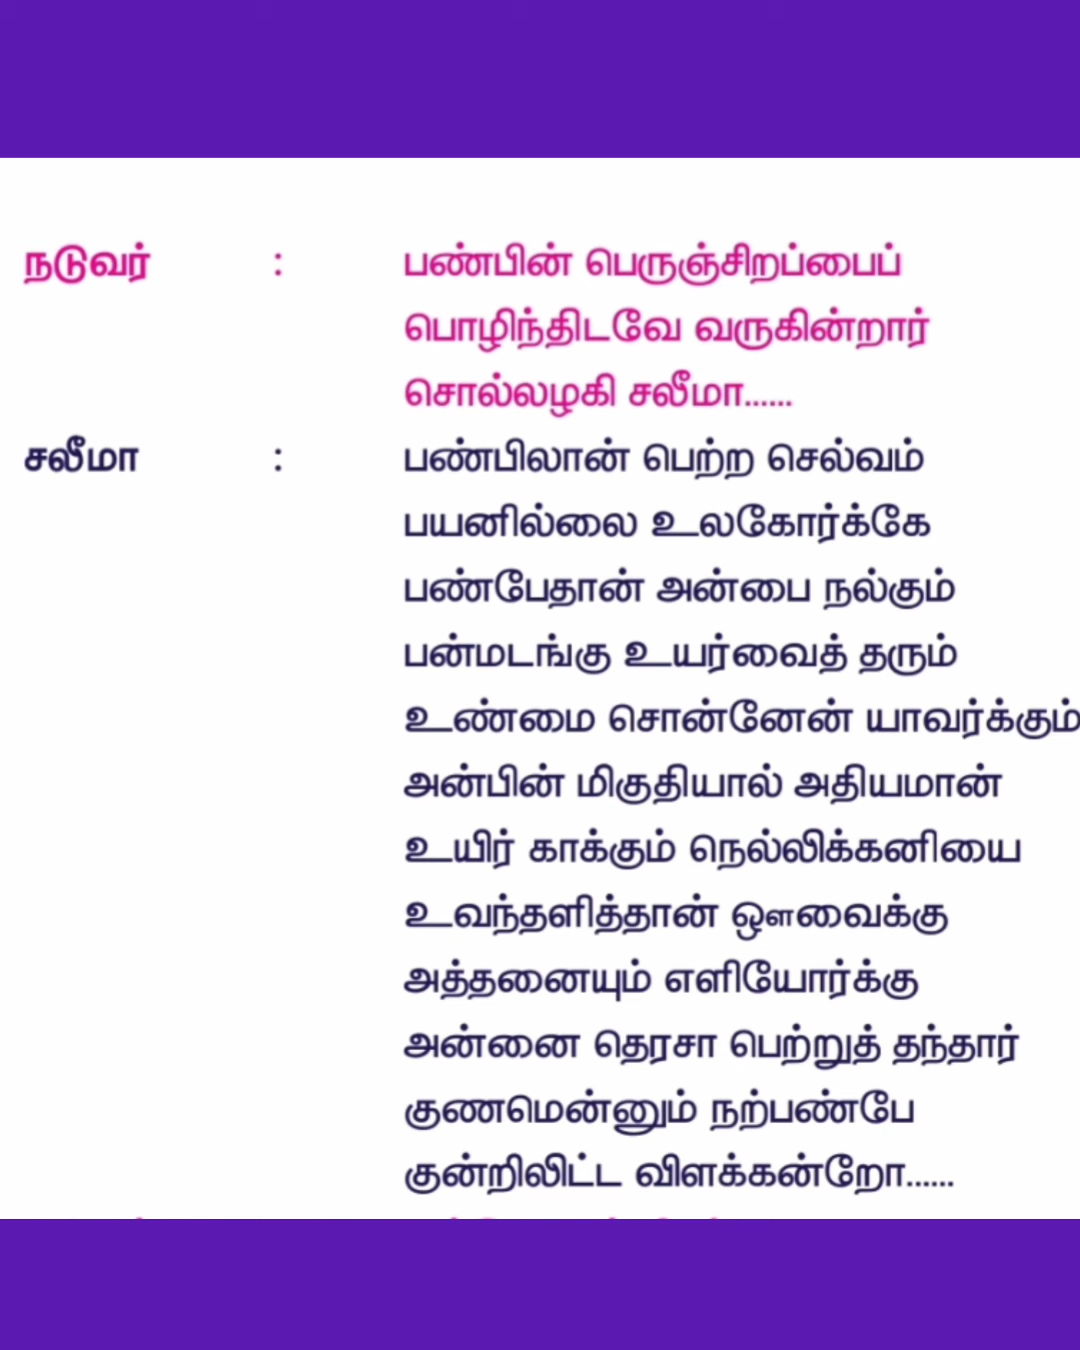 நடுவர் : பண்பின் பெருஞ்சிறப்பைப்
பொழிந்திடவே வருகின்றார்
சொல்லழகி சலீமா......
சலீமா : பண்பிலான் பெற்ற செல்வம்
பயனில்லை உலகோர்க்கே
பண்பேதான் அன்பை நல்கும்
பன்மடங்கு உயர்வைத் தரும்
உண்மை சொன்னேன் யாவர்க்கும்
அன்பின் மிகுதியால் அதியமான்
உயிர் காக்கும் நெல்லிக்கனியை
உவந்தளித்தான் ஔவைக்கு
அத்தனையும் எளியோர்க்கு
அன்னை தெரசா பெற்றுத் தந்தார்
குணமென்னும் நற்பண்பே
குன்றிலிட்ட விளக்கன்றோ......